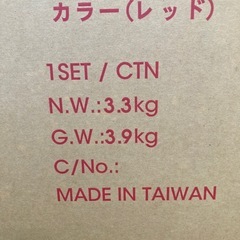 カラー(レッド)
1SET / CTN
N.W.:3.3kg
G.W.:3.9kg
C/No.:
MADE IN TAIWAN